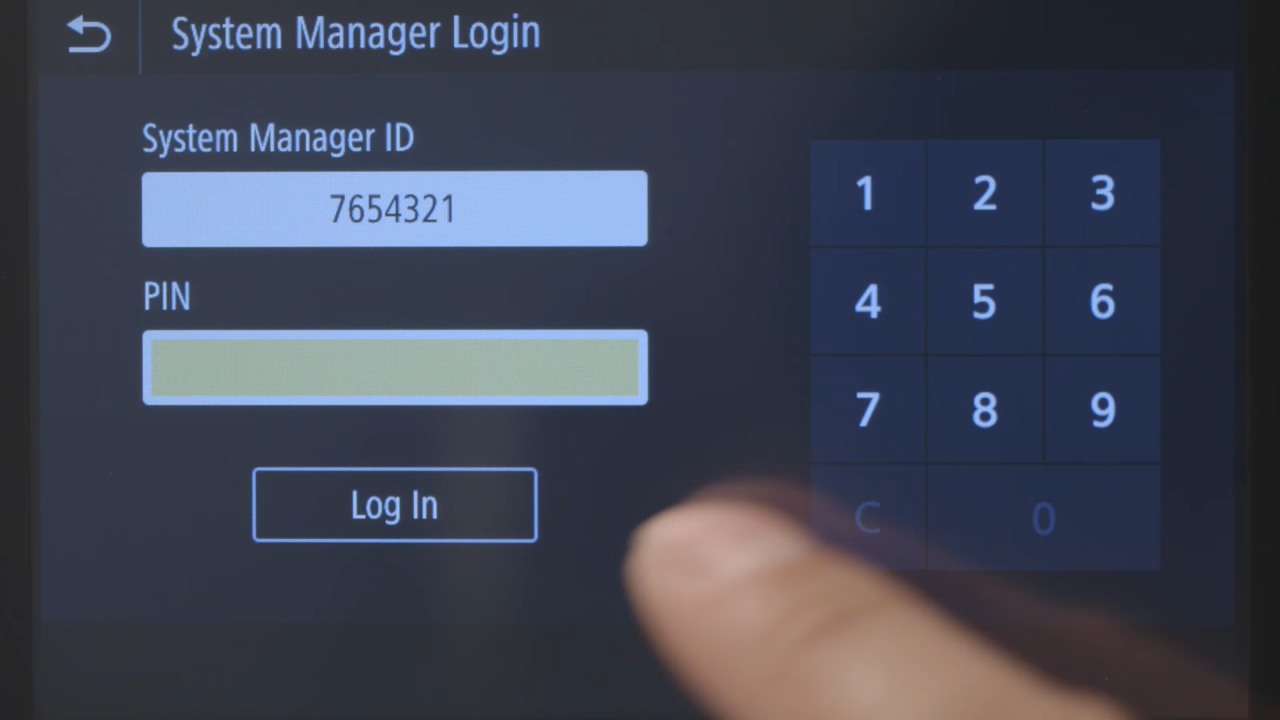 System Manager Login
System Manager ID
7654321
PIN
Log In
1 2 3
4 5 6
7 8 9
C 0